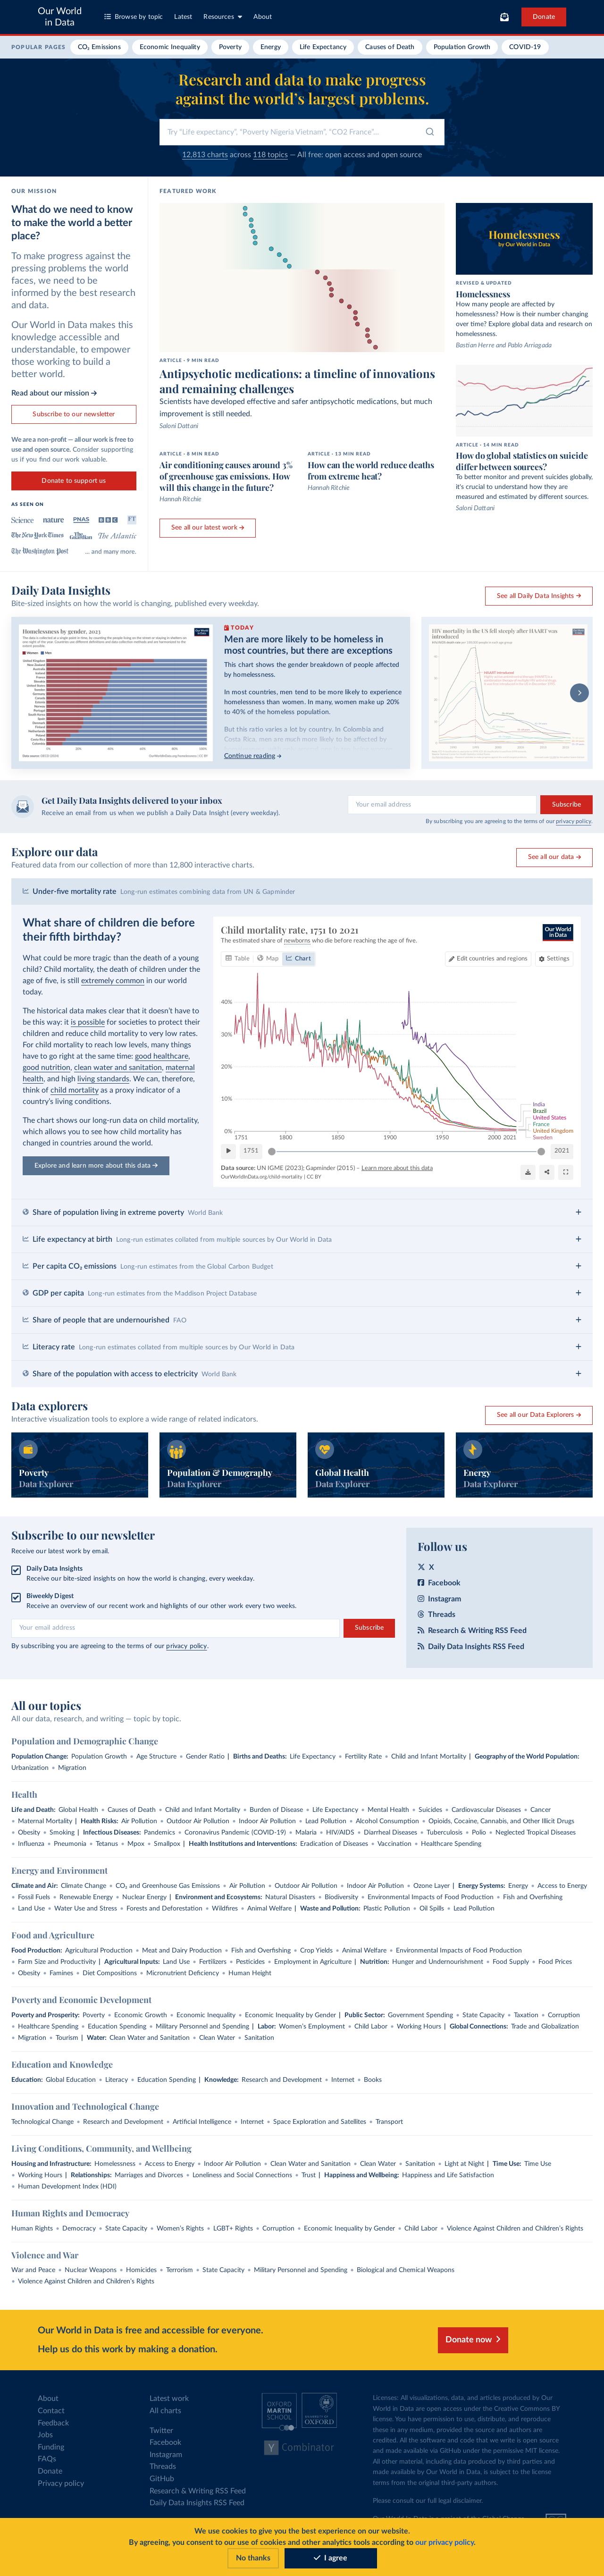 Our World
in Data
Browse by topic
Latest
Resources
About
Donate
POPULAR PAGES
CO₂ Emissions
Economic Inequality
Poverty
Energy
Life Expectancy
Causes of Death
Population Growth
COVID-19
Research and data to make progress
against the world's largest problems.
Try "Life expectancy", "Poverty Nigeria Vietnam", "CO2 France"...
12,813 charts across 118 topics — All free: open access and open source
OUR MISSION
What do we need to know
to make the world a better
place?
To make progress against the
pressing problems the world
faces, we need to be
informed by the best research
and data.
Our World in Data makes this
knowledge accessible and
understandable, to empower
those working to build a
better world.
Read about our mission →
Subscribe to our newsletter
We are a non-profit — all our work is free to
use and open source. Consider supporting
us if you find our work valuable.
Donate to support us
AS SEEN ON
Science
nature
PNAS
BBC
FT
The New York Times
The Guardian
The Atlantic
The Washington Post
... and many more.
FEATURED WORK
ARTICLE - 9 MIN READ
Antipsychotic medications: a timeline of innovations
and remaining challenges
Scientists have developed effective and safer antipsychotic medications, but much
improvement is still needed.
Saloni Dattani
ARTICLE - 8 MIN READ
Air conditioning causes around 3%
of greenhouse gas emissions. How
will this change in the future?
Hannah Ritchie
ARTICLE - 13 MIN READ
How can the world reduce deaths
from extreme heat?
Hannah Ritchie
See all our latest work →
Homelessness
by Our World in Data
REVISED & UPDATED
Homelessness
How many people are affected by
homelessness? How is their number changing
over time? Explore global data and research on
homelessness.
Bastian Herre and Pablo Arriagada
ARTICLE - 14 MIN READ
How do global statistics on suicide
differ between sources?
To better monitor and prevent suicides globally,
it's crucial to understand how they are
measured and estimated by different sources.
Saloni Dattani
Daily Data Insights
Bite-sized insights on how the world is changing, published every weekday.
See all Daily Data Insights →
Homelessness by gender, 2023
TODAY
Men are more likely to be homeless in
most countries, but there are exceptions
This chart shows the gender breakdown of people affected
by homelessness.
In most countries, men tend to be more likely to experience
homelessness than women. In many, women make up 20%
to 40% of the homeless population.
But this ratio varies a lot by country. In Colombia and
Costa Rica, men are much more likely to be affected by
Continue reading →
HIV mortality in the US fell steeply after HAART was
introduced
Get Daily Data Insights delivered to your inbox
Receive an email from us when we publish a Daily Data Insight (every weekday).
Your email address
Subscribe
By subscribing you are agreeing to the terms of our privacy policy.
Explore our data
Featured data from our collection of more than 12,800 interactive charts.
See all our data →
Under-five mortality rate Long-run estimates combining data from UN & Gapminder
What share of children die before
their fifth birthday?
What could be more tragic than the death of a young
child? Child mortality, the death of children under the
age of five, is still extremely common in our world
today.
The historical data makes clear that it doesn't have to
be this way: it is possible for societies to protect their
children and reduce child mortality to very low rates.
For child mortality to reach low levels, many things
have to go right at the same time: good healthcare,
good nutrition, clean water and sanitation, maternal
health, and high living standards. We can, therefore,
think of child mortality as a proxy indicator of a
country's living conditions.
The chart shows our long-run data on child mortality,
which allows you to see how child mortality has
changed in countries around the world.
Explore and learn more about this data →
Child mortality rate, 1751 to 2021
The estimated share of newborns who die before reaching the age of five.
Our World
in Data
Table
Map
Chart
Edit countries and regions
Settings
40%
30%
20%
10%
0%
India
Brazil
United States
France
United Kingdom
Sweden
1751
1800
1850
1900
1950
2000
2021
1751
2021
Data source: UN IGME (2023); Gapminder (2015) – Learn more about this data
OurWorldInData.org/child-mortality | CC BY
Share of population living in extreme poverty World Bank
Life expectancy at birth Long-run estimates collated from multiple sources by Our World in Data
Per capita CO₂ emissions Long-run estimates from the Global Carbon Budget
GDP per capita Long-run estimates from the Maddison Project Database
Share of people that are undernourished FAO
Literacy rate Long-run estimates collated from multiple sources by Our World in Data
Share of the population with access to electricity World Bank
Data explorers
Interactive visualization tools to explore a wide range of related indicators.
See all our Data Explorers →
Poverty
Data Explorer
Population & Demography
Data Explorer
Global Health
Data Explorer
Energy
Data Explorer
Subscribe to our newsletter
Receive our latest work by email.
Daily Data Insights
Receive our bite-sized insights on how the world is changing, every weekday.
Biweekly Digest
Receive an overview of our recent work and highlights of our other work every two weeks.
Your email address
Subscribe
By subscribing you are agreeing to the terms of our privacy policy.
Follow us
X
Facebook
Instagram
Threads
Research & Writing RSS Feed
Daily Data Insights RSS Feed
All our topics
All our data, research, and writing — topic by topic.
Population and Demographic Change
Population Change: Population Growth • Age Structure • Gender Ratio | Births and Deaths: Life Expectancy • Fertility Rate • Child and Infant Mortality | Geography of the World Population:
Urbanization • Migration
Health
Life and Death: Global Health • Causes of Death • Child and Infant Mortality • Burden of Disease • Life Expectancy • Mental Health • Suicides • Cardiovascular Diseases • Cancer
• Maternal Mortality | Health Risks: Air Pollution • Outdoor Air Pollution • Indoor Air Pollution • Lead Pollution • Alcohol Consumption • Opioids, Cocaine, Cannabis, and Other Illicit Drugs
• Obesity • Smoking | Infectious Diseases: Pandemics • Coronavirus Pandemic (COVID-19) • Malaria • HIV/AIDS • Diarrheal Diseases • Tuberculosis • Polio • Neglected Tropical Diseases
• Influenza • Pneumonia • Tetanus • Mpox • Smallpox | Health Institutions and Interventions: Eradication of Diseases • Vaccination • Healthcare Spending
Energy and Environment
Climate and Air: Climate Change • CO₂ and Greenhouse Gas Emissions • Air Pollution • Outdoor Air Pollution • Indoor Air Pollution • Ozone Layer | Energy Systems: Energy • Access to Energy
• Fossil Fuels • Renewable Energy • Nuclear Energy | Environment and Ecosystems: Natural Disasters • Biodiversity • Environmental Impacts of Food Production • Fish and Overfishing
• Land Use • Water Use and Stress • Forests and Deforestation • Wildfires • Animal Welfare | Waste and Pollution: Plastic Pollution • Oil Spills • Lead Pollution
Food and Agriculture
Food Production: Agricultural Production • Meat and Dairy Production • Fish and Overfishing • Crop Yields • Animal Welfare • Environmental Impacts of Food Production
• Farm Size and Productivity | Agricultural Inputs: Land Use • Fertilizers • Pesticides • Employment in Agriculture | Nutrition: Hunger and Undernourishment • Food Supply • Food Prices
• Obesity • Famines • Diet Compositions • Micronutrient Deficiency • Human Height
Poverty and Economic Development
Poverty and Prosperity: Poverty • Economic Growth • Economic Inequality • Economic Inequality by Gender | Public Sector: Government Spending • State Capacity • Taxation • Corruption
• Healthcare Spending • Education Spending • Military Personnel and Spending | Labor: Women's Employment • Child Labor • Working Hours | Global Connections: Trade and Globalization
• Migration • Tourism | Water: Clean Water and Sanitation • Clean Water • Sanitation
Education and Knowledge
Education: Global Education • Literacy • Education Spending | Knowledge: Research and Development • Internet • Books
Innovation and Technological Change
Technological Change • Research and Development • Artificial Intelligence • Internet • Space Exploration and Satellites • Transport
Living Conditions, Community, and Wellbeing
Housing and Infrastructure: Homelessness • Access to Energy • Indoor Air Pollution • Clean Water and Sanitation • Clean Water • Sanitation • Light at Night | Time Use: Time Use
• Working Hours | Relationships: Marriages and Divorces • Loneliness and Social Connections • Trust | Happiness and Wellbeing: Happiness and Life Satisfaction
• Human Development Index (HDI)
Human Rights and Democracy
Human Rights • Democracy • State Capacity • Women's Rights • LGBT+ Rights • Corruption • Economic Inequality by Gender • Child Labor • Violence Against Children and Children's Rights
Violence and War
War and Peace • Nuclear Weapons • Homicides • Terrorism • State Capacity • Military Personnel and Spending • Biological and Chemical Weapons
• Violence Against Children and Children's Rights
Our World in Data is free and accessible for everyone.
Help us do this work by making a donation.
Donate now
About
Contact
Feedback
Jobs
Funding
FAQs
Donate
Privacy policy
Latest work
All charts
Twitter
Facebook
Instagram
Threads
GitHub
Research & Writing RSS Feed
Daily Data Insights RSS Feed
OXFORD
MARTIN
SCHOOL
UNIVERSITY OF
OXFORD
Y Combinator
Licenses: All visualizations, data, and articles produced by Our
World in Data are open access under the Creative Commons BY
license. You have permission to use, distribute, and reproduce
these in any medium, provided the source and authors are
credited. All the software and code that we write is open source
and made available via GitHub under the permissive MIT license.
All other material, including data produced by third parties and
made available by Our World in Data, is subject to the license
terms from the original third-party authors.
Please consult our full legal disclaimer.
We use cookies to give you the best experience on our website.
By agreeing, you consent to our use of cookies and other analytics tools according to our privacy policy.
No thanks
I agree